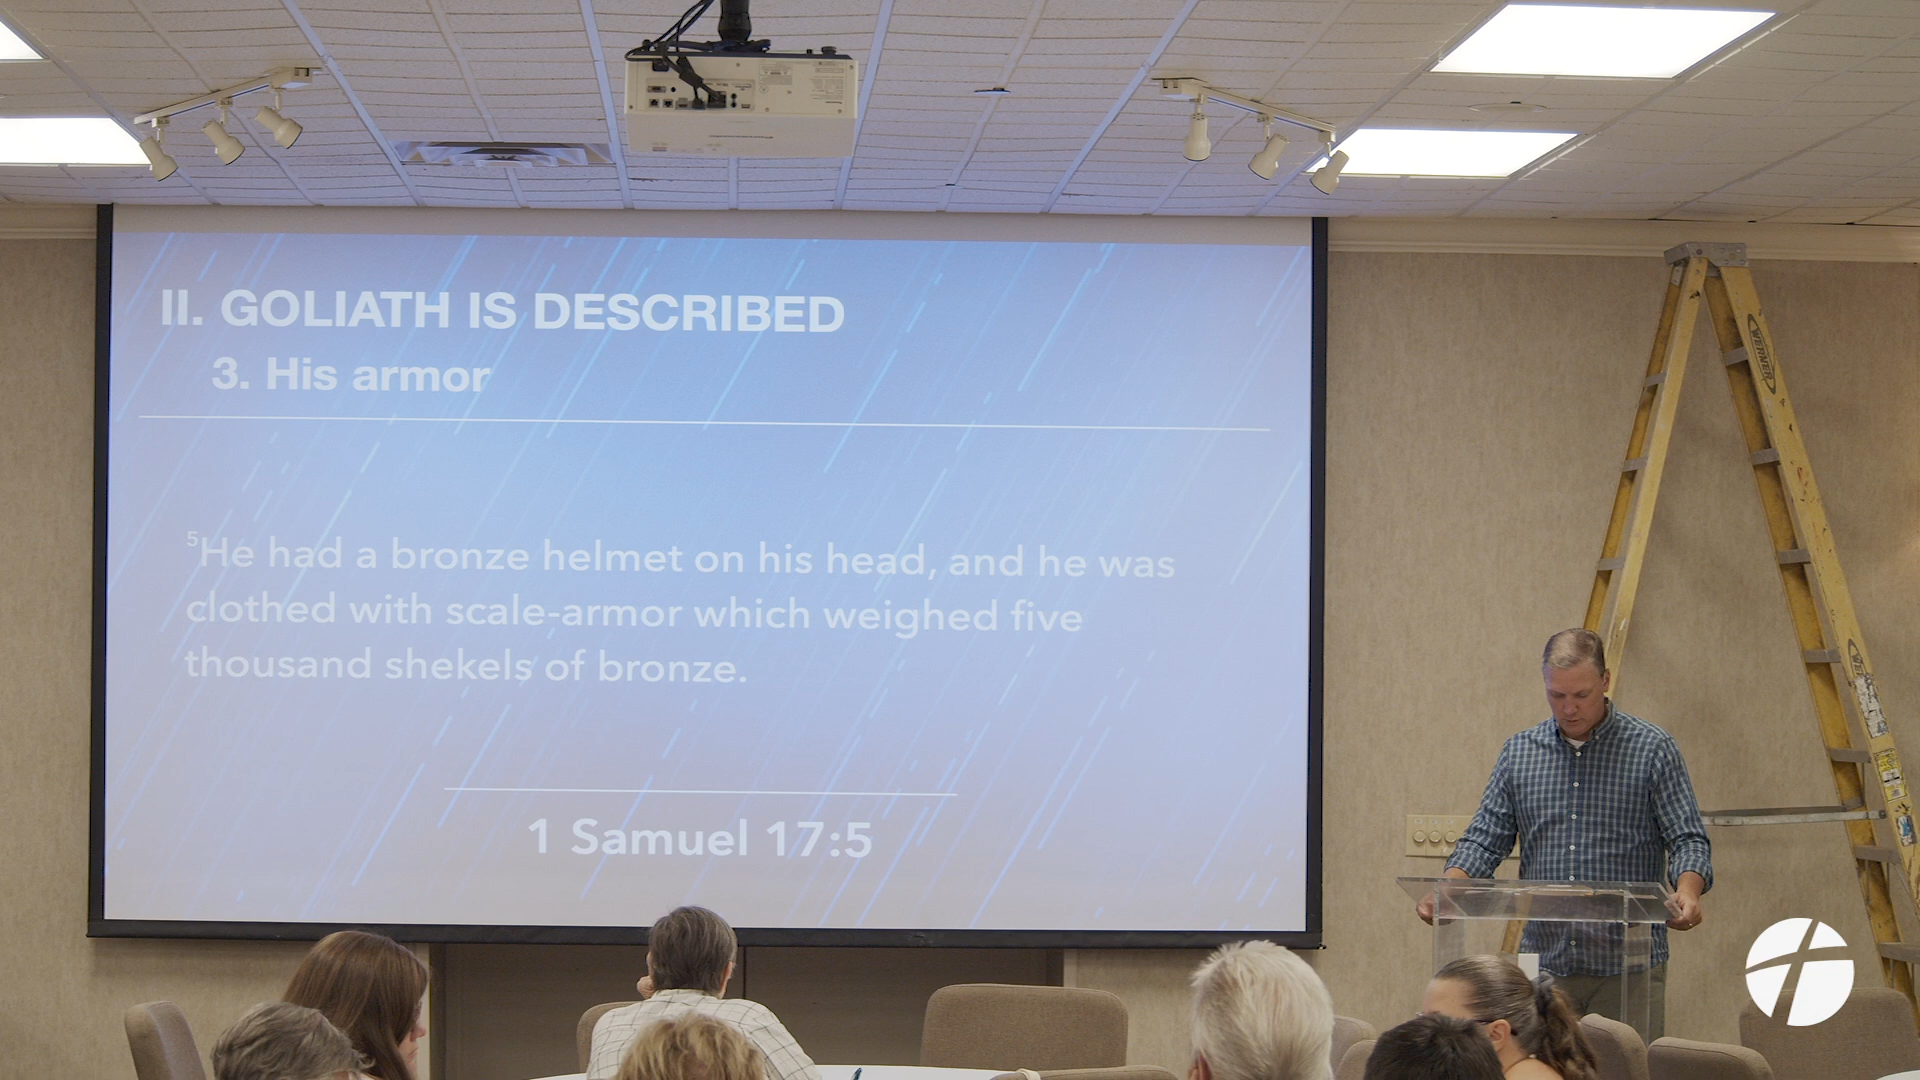 II. GOLIATH IS DESCRIBED
3. His armor
5He had a bronze helmet on his head, and he was
clothed with scale-armor which weighed five
thousand shekels of bronze.
1 Samuel 17:5
WERNER